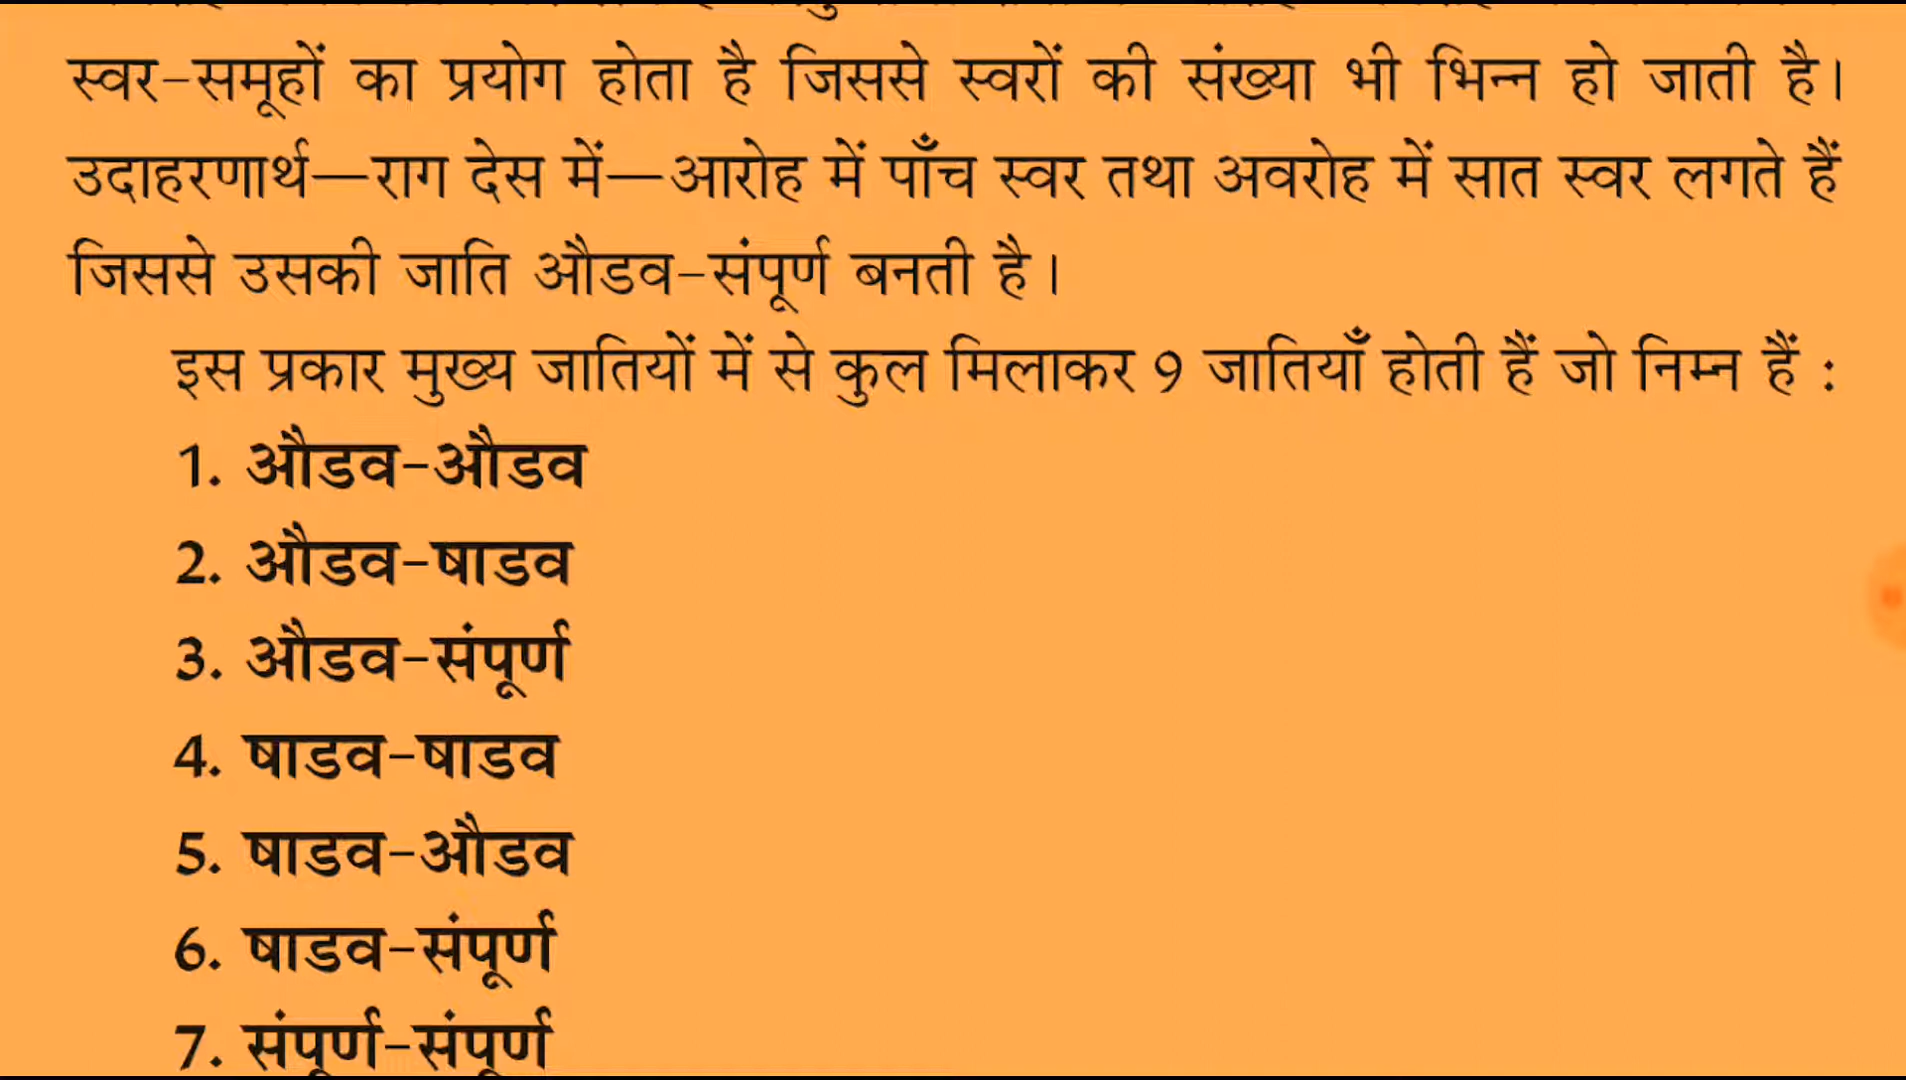 स्वर-समूहों का प्रयोग होता है जिससे स्वरों की संख्या भी भिन्न हो जाती है।
उदाहरणार्थ—राग देस में—आरोह में पाँच स्वर तथा अवरोह में सात स्वर लगते हैं
जिससे उसकी जाति औडव-संपूर्ण बनती है।
इस प्रकार मुख्य जातियों में से कुल मिलाकर 9 जातियाँ होती हैं जो निम्न हैं :
1. औडव-औडव
2. औडव-षाडव
3. औडव-संपूर्ण
4. षाडव-षाडव
5. षाडव-औडव
6. षाडव-संपूर्ण
7. संपूर्ण-संपूर्ण